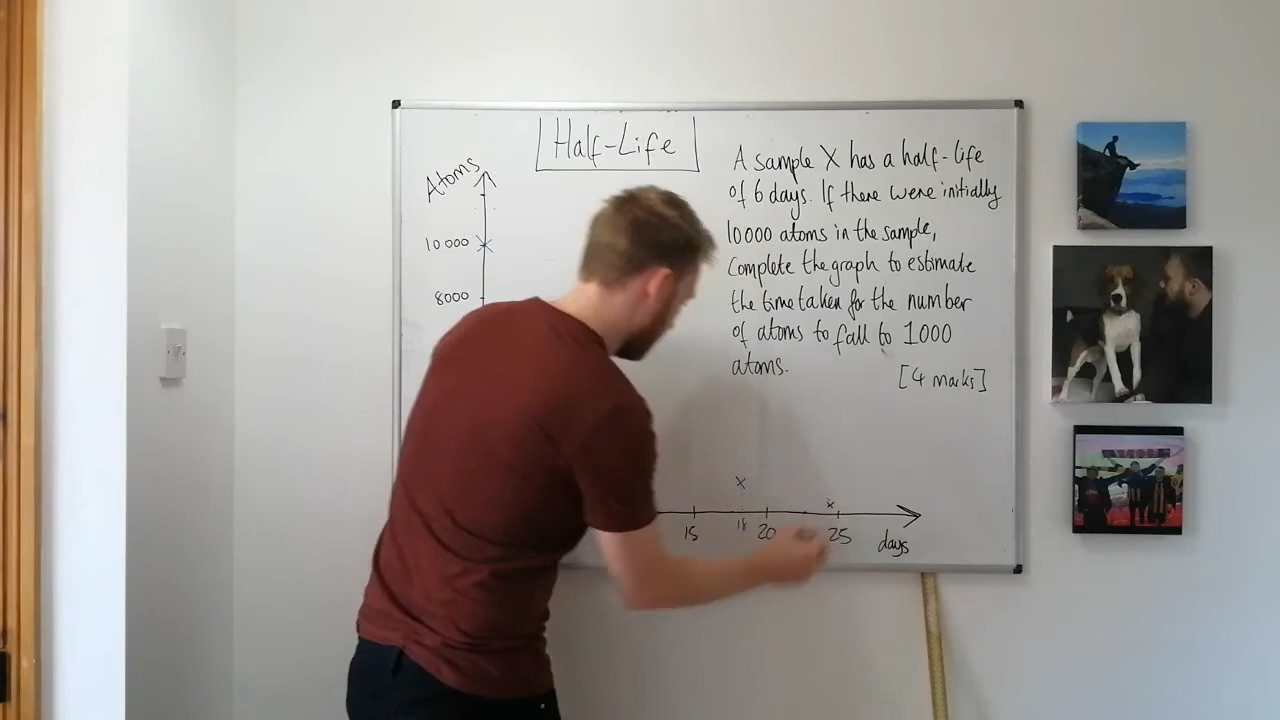 Half-Life
Atoms
10 000
8000
A sample X has a half-life
of 6 days. If there were initially
10000 atoms in the sample,
Complete the graph to estimate
the time taken for the number
of atoms to fall to 1000
atoms.
[4 marks]
15 18 20 25 days